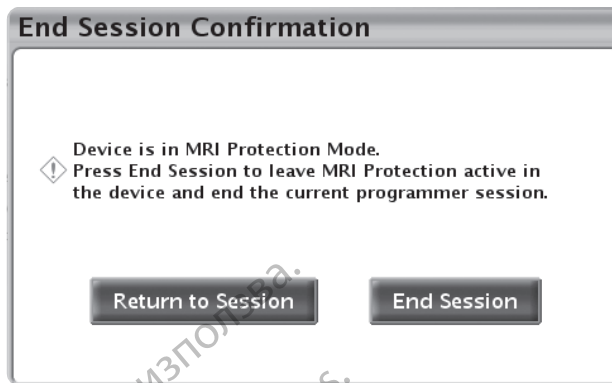 End Session Confirmation
Device is in MRI Protection Mode.
Press End Session to leave MRI Protection active in
the device and end the current programmer session.
Return to Session
End Session
използва.
s.